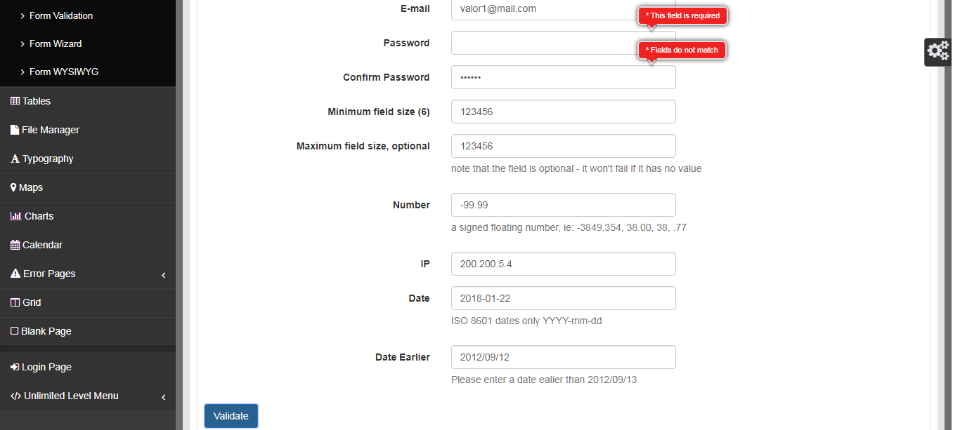 Form Validation
Form Wizard
Form WYSIWYG
Tables
File Manager
Typography
Maps
Charts
Calendar
Error Pages
Grid
Blank Page
Login Page
</> Unlimited Level Menu
E-mail
valor1@mail.com
* This field is required
Password
* Fields do not match
Confirm Password
••••••
Minimum field size (6)
123456
Maximum field size, optional
123456
note that the field is optional - it won't fail if it has no value
Number
-99.99
a signed floating number, ie: -3849.354, 38.00, 38, .77
IP
200.200.5.4
Date
2018-01-22
ISO 8601 dates only YYYY-mm-dd
Date Earlier
2012/09/12
Please enter a date ealier than 2012/09/13
Validate